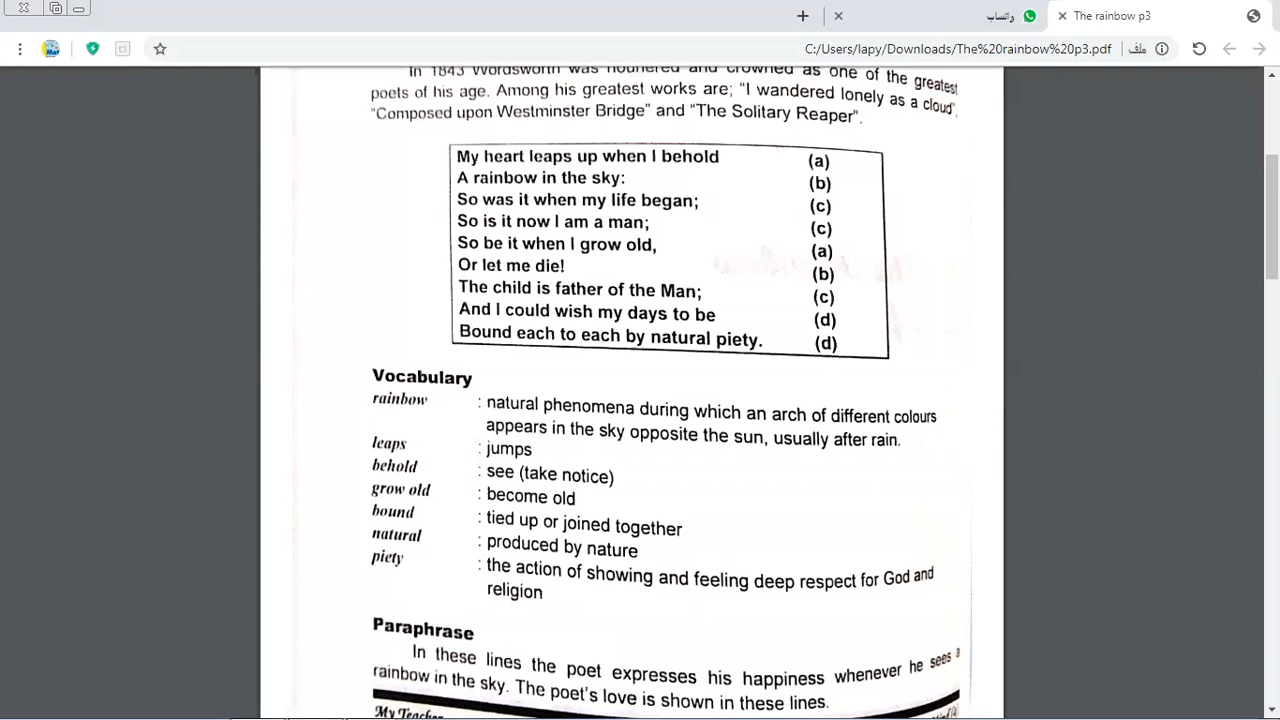 The rainbow p3
واتساب
C:/Users/lapy/Downloads/The%20rainbow%20p3.pdf
ملف
In 1843 Wordsworth was houнered and crowned as one of the greatest
poets of his age. Among his greatest works are; "I wandered lonely as a cloud",
"Composed upon Westminster Bridge" and "The Solitary Reaper".
My heart leaps up when I behold (a)
A rainbow in the sky: (b)
So was it when my life began; (c)
So is it now I am a man; (c)
So be it when I grow old, (a)
Or let me die! (b)
The child is father of the Man; (c)
And I could wish my days to be (d)
Bound each to each by natural piety. (d)
Vocabulary
rainbow : natural phenomena during which an arch of different colours
appears in the sky opposite the sun, usually after rain.
leaps : jumps
behold : see (take notice)
grow old : become old
bound : tied up or joined together
natural : produced by nature
piety : the action of showing and feeling deep respect for God and
religion
Paraphrase
In these lines the poet expresses his happiness whenever he sees a
rainbow in the sky. The poet's love is shown in these lines.
My Teacher